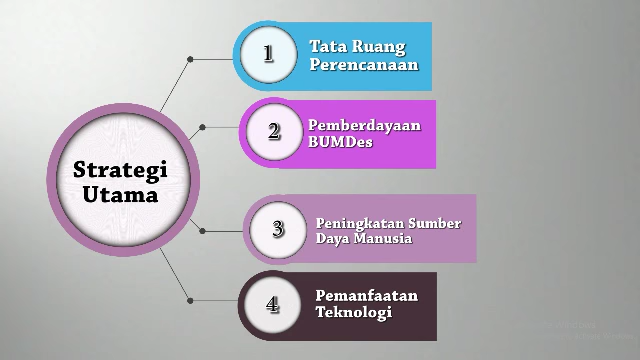 Strategi
Utama
1
Tata Ruang
Perencanaan
2
Pemberdayaan
BUMDes
3
Peningkatan Sumber
Daya Manusia
4
Pemanfaatan
Teknologi